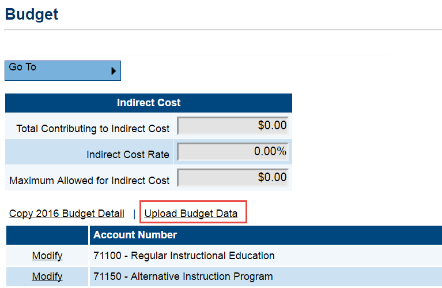 Budget
Go To
Indirect Cost
Total Contributing to Indirect Cost $0.00
Indirect Cost Rate 0.00%
Maximum Allowed for Indirect Cost $0.00
Copy 2016 Budget Detail | Upload Budget Data
Account Number
Modify 71100 - Regular Instructional Education
Modify 71150 - Alternative Instruction Program